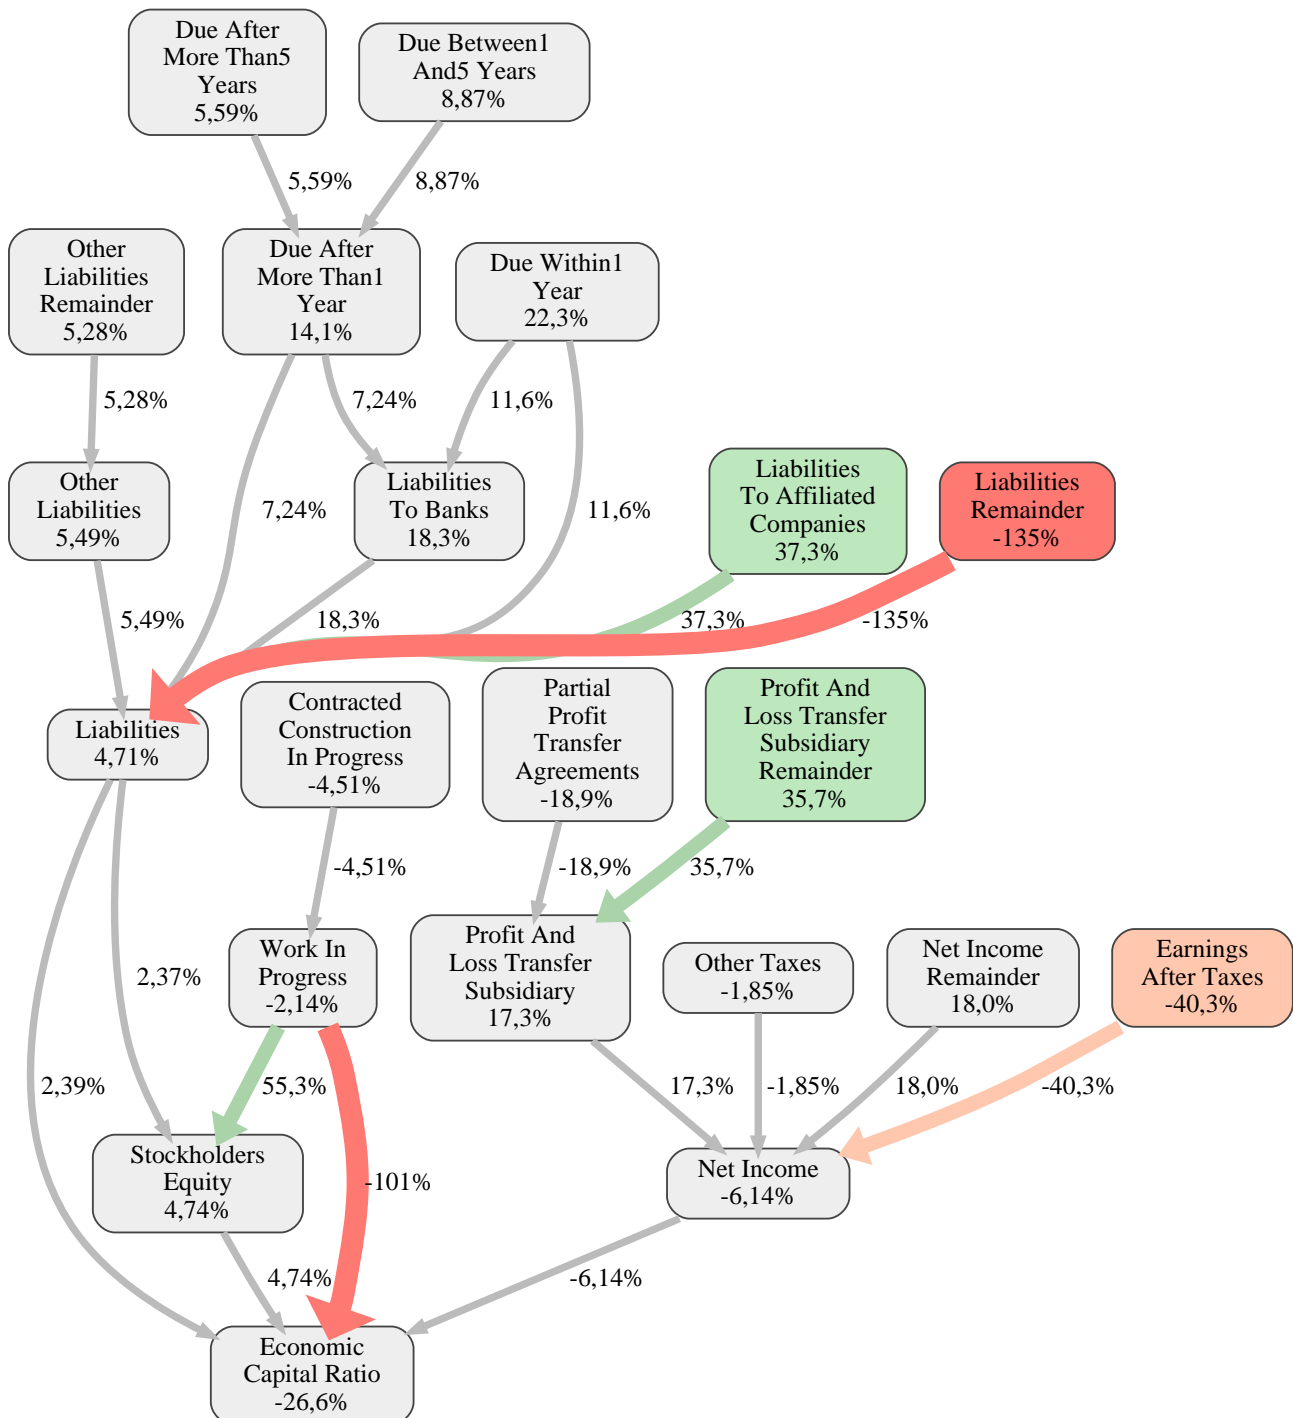 Due After
More Than5
Years
5,59%
Due Between1
And5 Years
8,87%
5,59%
8,87%
Other
Liabilities
Remainder
5,28%
Due After
More Than1
Year
14,1%
Due Within1
Year
22,3%
5,28%
7,24%
11,6%
Other
Liabilities
5,49%
7,24%
Liabilities
To Banks
18,3%
11,6%
Liabilities
To Affiliated
Companies
37,3%
Liabilities
Remainder
-135%
5,49%
18,3%
37,3%
-135%
Liabilities
4,71%
Contracted
Construction
In Progress
-4,51%
Partial
Profit
Transfer
Agreements
-18,9%
Profit And
Loss Transfer
Subsidiary
Remainder
35,7%
-4,51%
-18,9%
35,7%
2,37%
Work In
Progress
-2,14%
Profit And
Loss Transfer
Subsidiary
17,3%
Other Taxes
-1,85%
Net Income
Remainder
18,0%
Earnings
After Taxes
-40,3%
2,39%
55,3%
17,3%
-1,85%
18,0%
-40,3%
Stockholders
Equity
4,74%
-101%
Net Income
-6,14%
4,74%
-6,14%
Economic
Capital Ratio
-26,6%